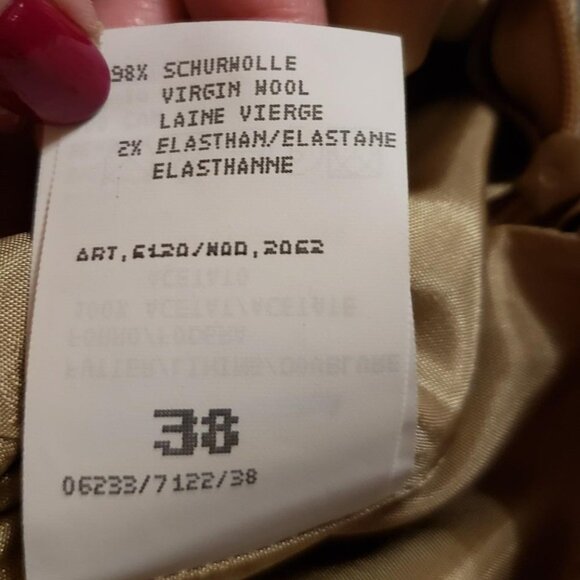 98% SCHURWOLLE
VIRGIN WOOL
LAINE VIERGE
2% ELASTHAN/ELASTANE
ELASTHANNE
ART,6120/MOD,2062
38
06233/7122/38